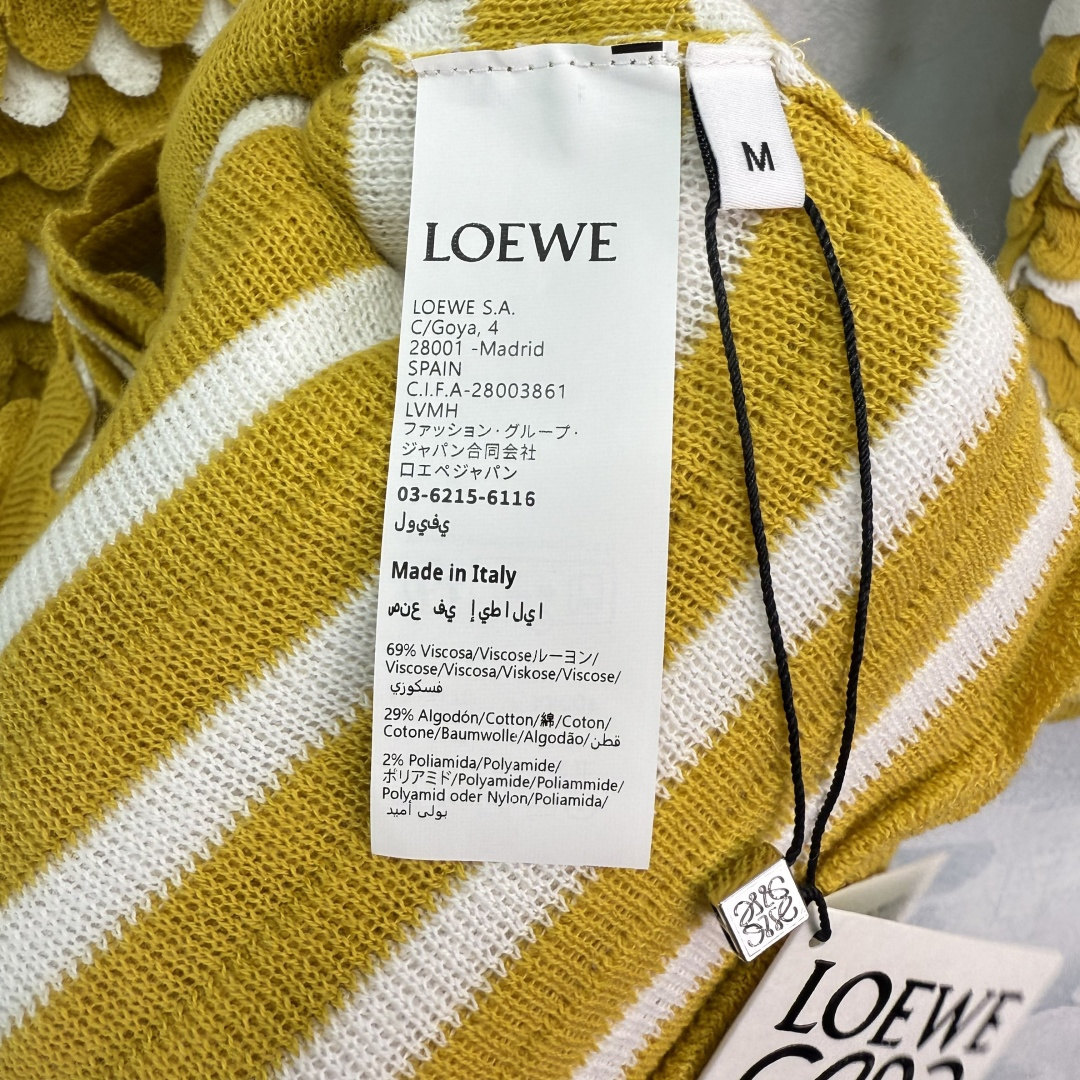 M
LOEWE
LOEWE S.A.
C/Goya, 4
28001 -Madrid
SPAIN
C.I.F.A-28003861
LVMH
ファッション・グループ・
ジャパン合同会社
口エペジャパン
03-6215-6116
لويفي
Made in Italy
صنع في إيطاليا
69% Viscosa/Viscose/レーヨン/
Viscose/Viscosa/Viskose/Viscose/
فسكوزي
29% Algodón/Cotton/綿/Coton/
Cotone/Baumwolle/Algodão/قطن
2% Poliamida/Polyamide/
ポリアミド/Polyamide/Poliammide/
Polyamid oder Nylon/Poliamida/
بولى أميد
LOEWE